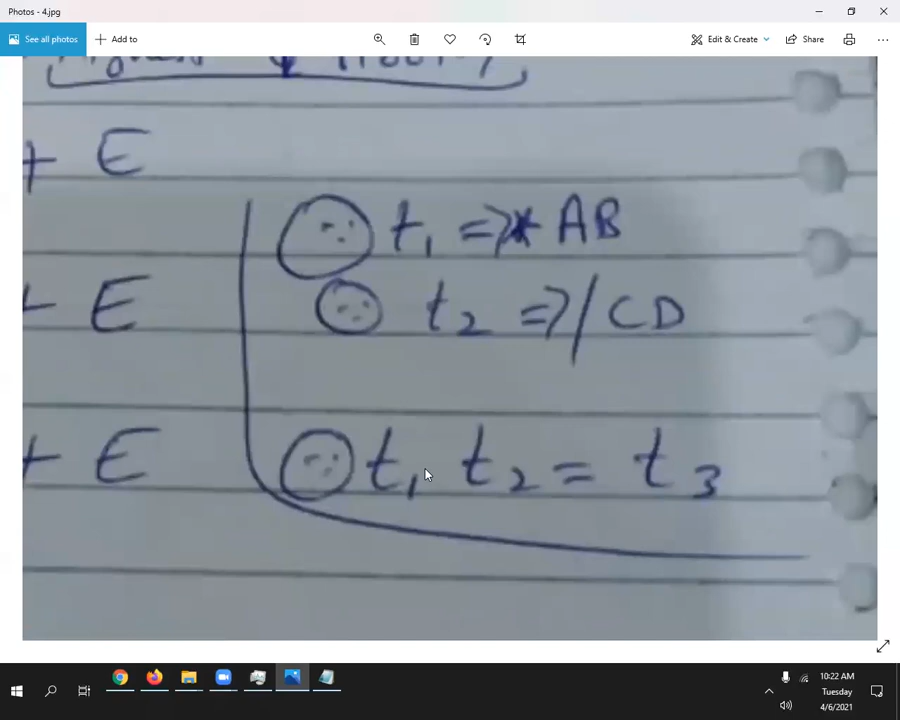 Photos - 4.jpg
See all photos
Add to
Edit & Create
Share
+ E
t₁ => * AB
+ E
t₂ => / CD
+ E
t₁ t₂ = t₃
10:22 AM
Tuesday
4/6/2021